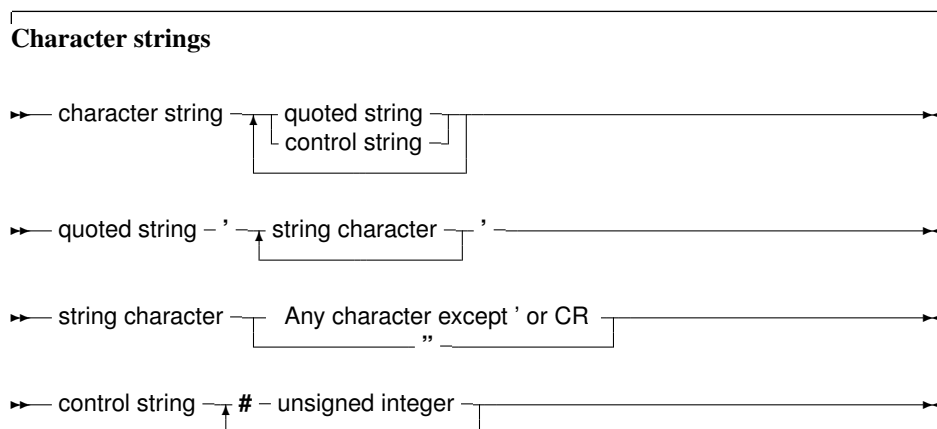 Character strings
character string quoted string
control string
quoted string ’ string character ’
string character Any character except ’ or CR
”
control string # unsigned integer